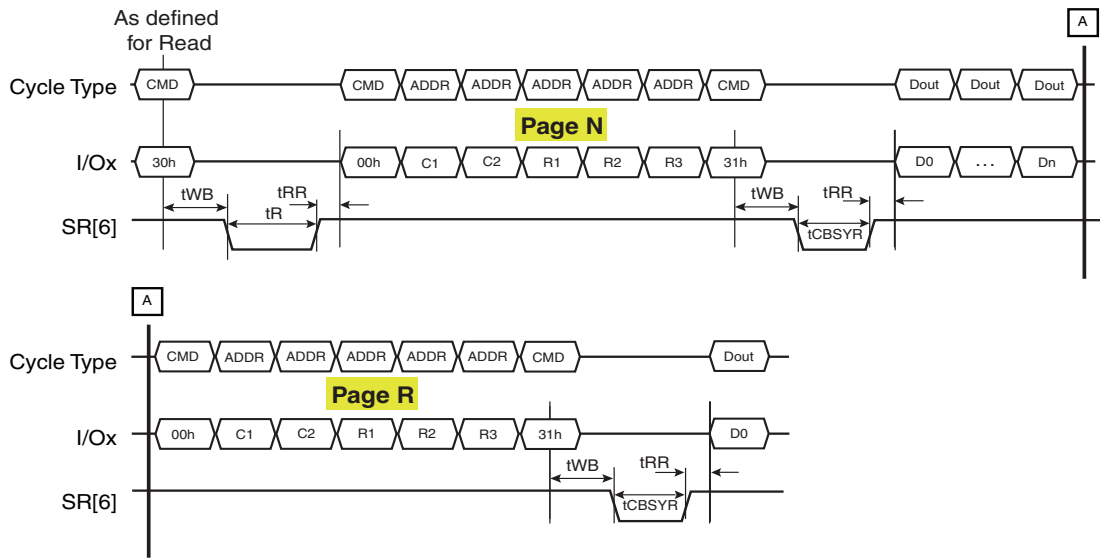 As defined
for Read
A
Cycle Type CMD CMD ADDR ADDR ADDR ADDR ADDR CMD Dout Dout Dout
Page N
I/Ox 30h 00h C1 C2 R1 R2 R3 31h D0 ... Dn
tWB tR tRR tWB tCBSYR tRR
SR[6]
A
Cycle Type CMD ADDR ADDR ADDR ADDR ADDR CMD Dout
Page R
I/Ox 00h C1 C2 R1 R2 R3 31h D0
tWB tCBSYR tRR
SR[6]